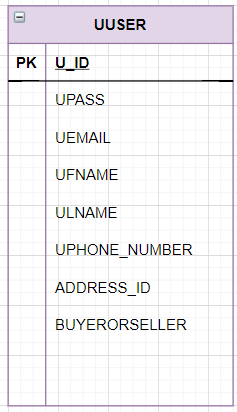 UUSER
PK U_ID
UPASS
UEMAIL
UFNAME
ULNAME
UPHONE_NUMBER
ADDRESS_ID
BUYERORSELLER